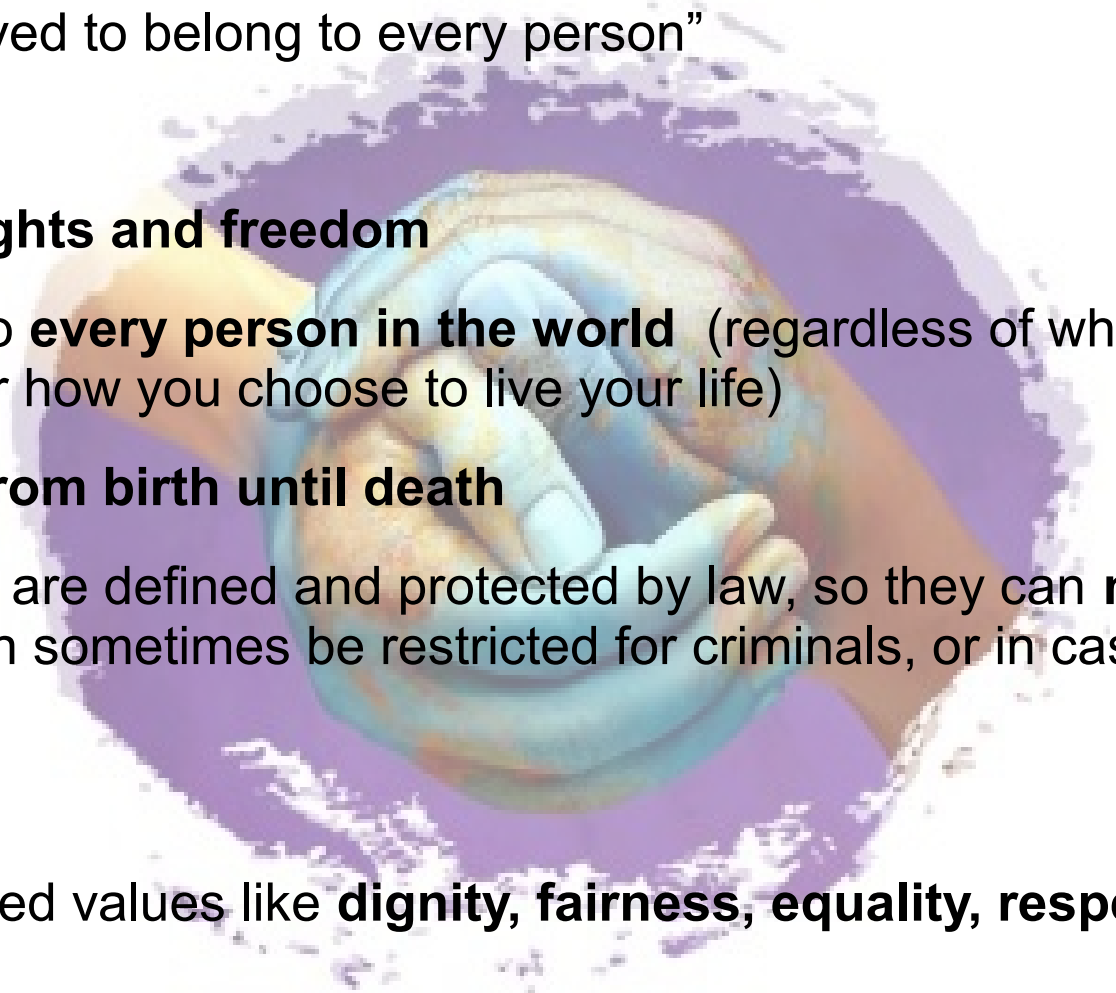 ved to belong to every person”
ghts and freedom
o every person in the world (regardless of wh
r how you choose to live your life)
rom birth until death
are defined and protected by law, so they can
n sometimes be restricted for criminals, or in cas
ed values like dignity, fairness, equality, resp